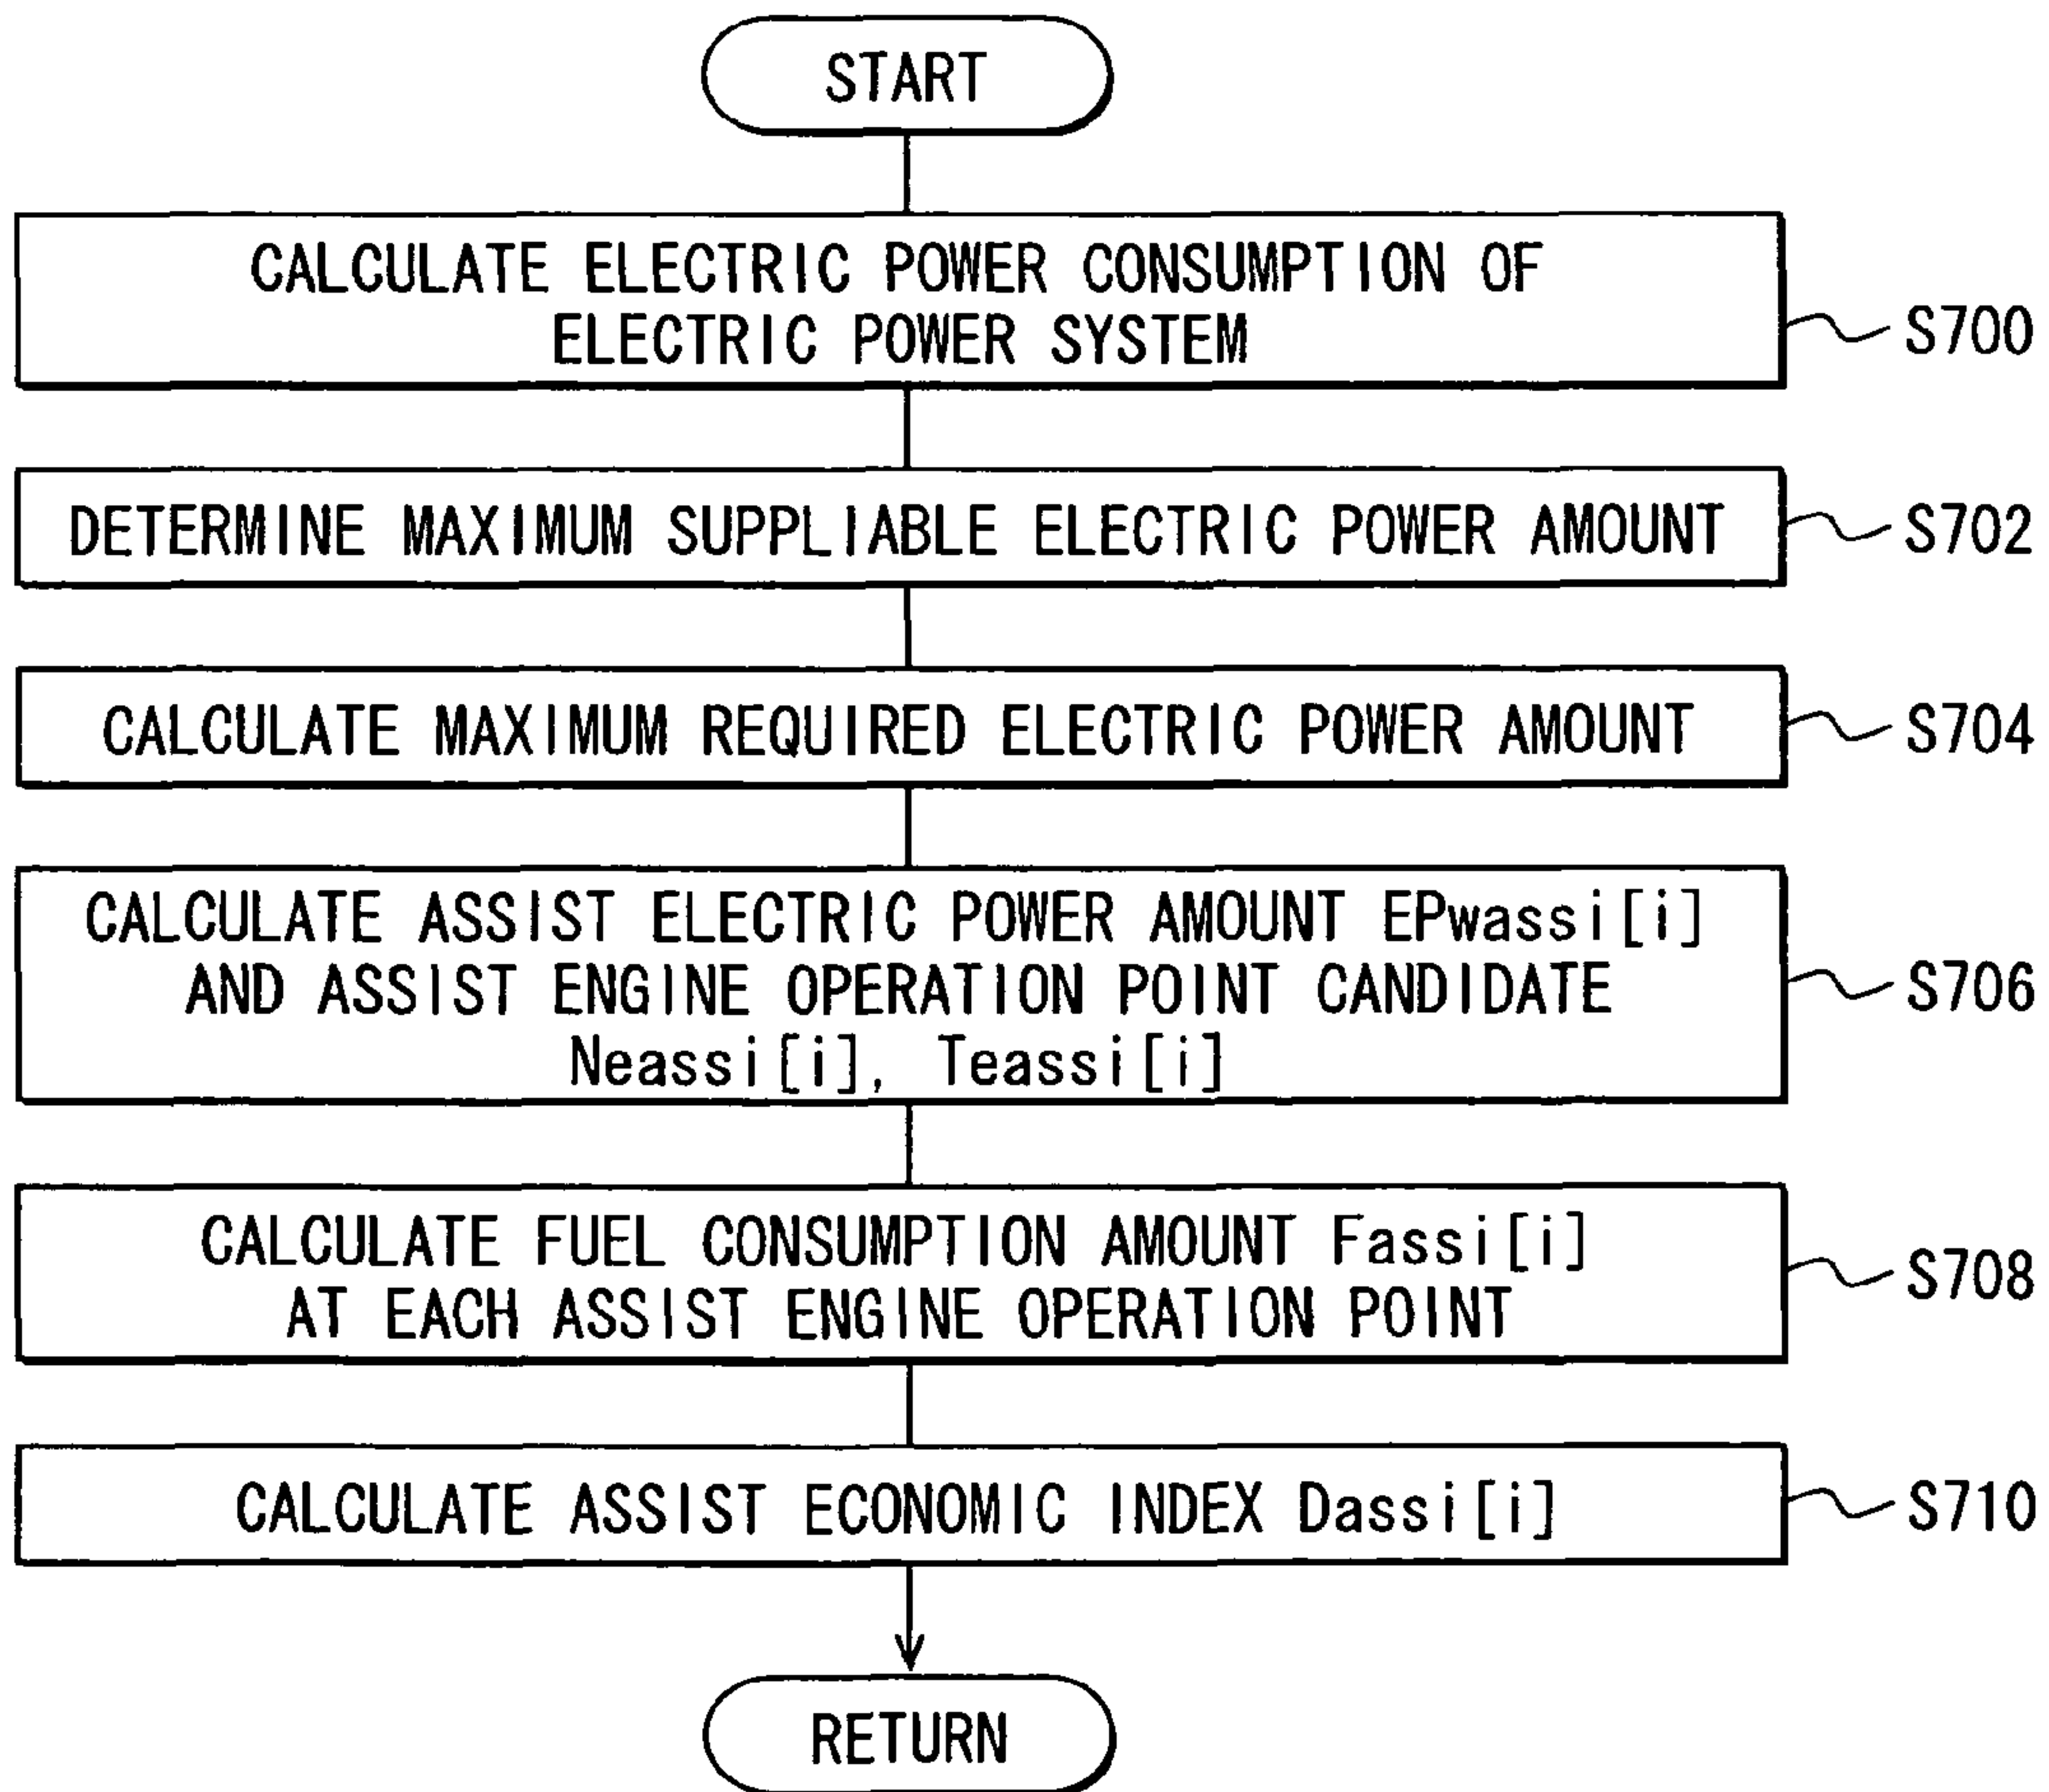 START
CALCULATE ELECTRIC POWER CONSUMPTION OF
ELECTRIC POWER SYSTEM
S700
DETERMINE MAXIMUM SUPPLIABLE ELECTRIC POWER AMOUNT
S702
CALCULATE MAXIMUM REQUIRED ELECTRIC POWER AMOUNT
S704
CALCULATE ASSIST ELECTRIC POWER AMOUNT EPwassi[i]
AND ASSIST ENGINE OPERATION POINT CANDIDATE
Neassi[i], Teassi[i]
S706
CALCULATE FUEL CONSUMPTION AMOUNT Fassi[i]
AT EACH ASSIST ENGINE OPERATION POINT
S708
CALCULATE ASSIST ECONOMIC INDEX Dassi[i]
S710
RETURN